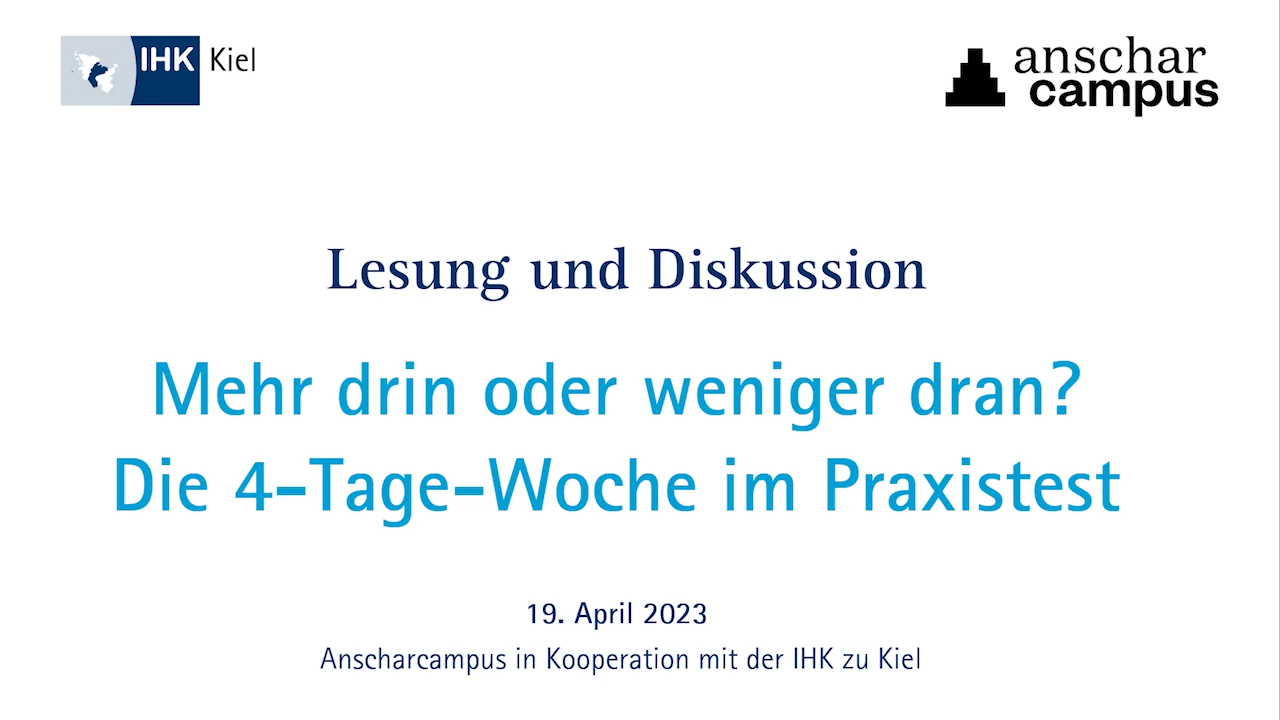 IHK Kiel
anschar
campus
Lesung und Diskussion
Mehr drin oder weniger dran?
Die 4-Tage-Woche im Praxistest
19. April 2023
Anscharcampus in Kooperation mit der IHK zu Kiel